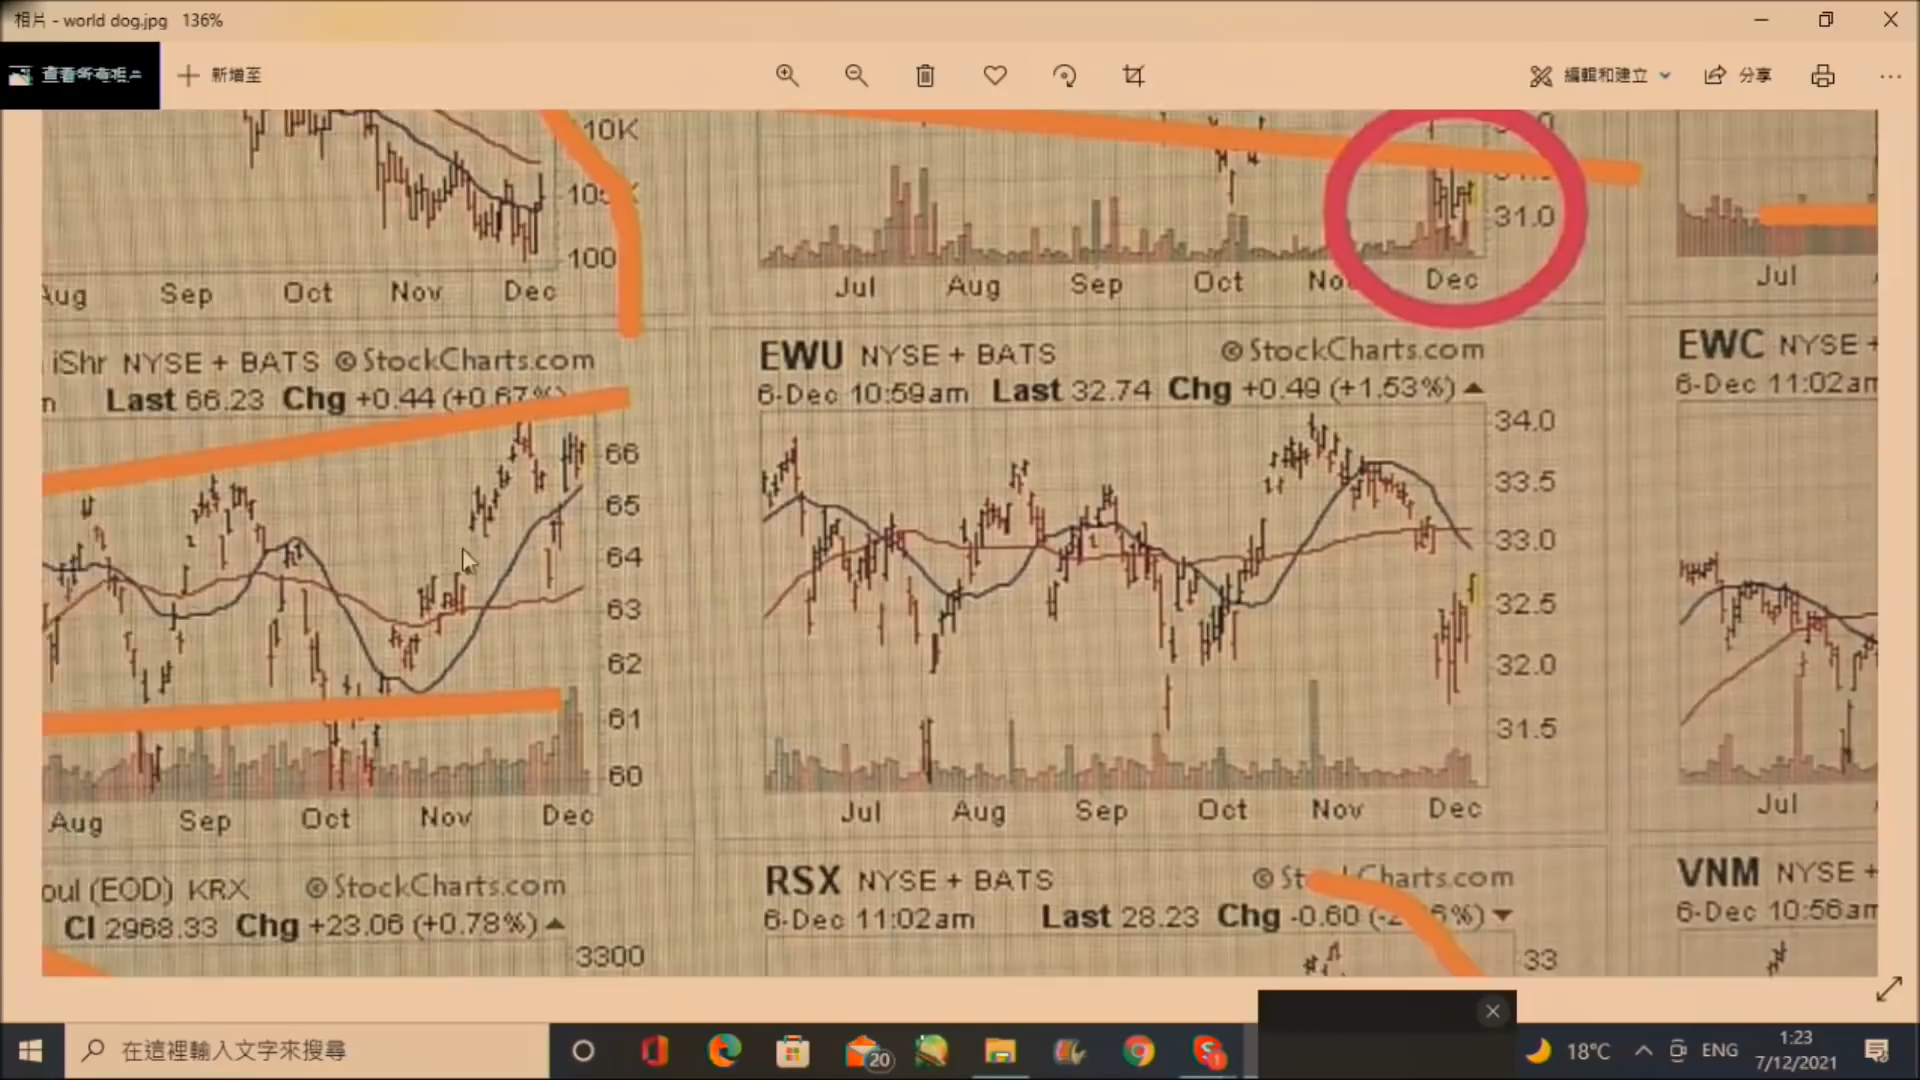 相片 - world dog.jpg 136%
新增至
編輯和建立
分享
10K
100
Aug Sep Oct Nov Dec
31.0
Jul Aug Sep Oct Dec
Jul
iShr NYSE + BATS © StockCharts.com
Last 66.23 Chg +0.44 (+0.67%)
66
65
64
63
62
61
60
Aug Sep Oct Nov Dec
EWU NYSE + BATS © StockCharts.com
6-Dec 10:59am Last 32.74 Chg +0.49 (+1.53%)
34.0
33.5
33.0
32.5
32.0
31.5
Jul Aug Sep Oct Nov Dec
EWC NYSE +
6-Dec 11:02am
Jul
oul (EOD) KRX © StockCharts.com
Cl 2968.33 Chg +23.06 (+0.78%)
3300
RSX NYSE + BATS
6-Dec 11:02am Last 28.23 Chg -0.60
33
VNM NYSE +
6-Dec 10:56am
在這裡輸入文字來搜尋
20
1
18°C
ENG
1:23
7/12/2021